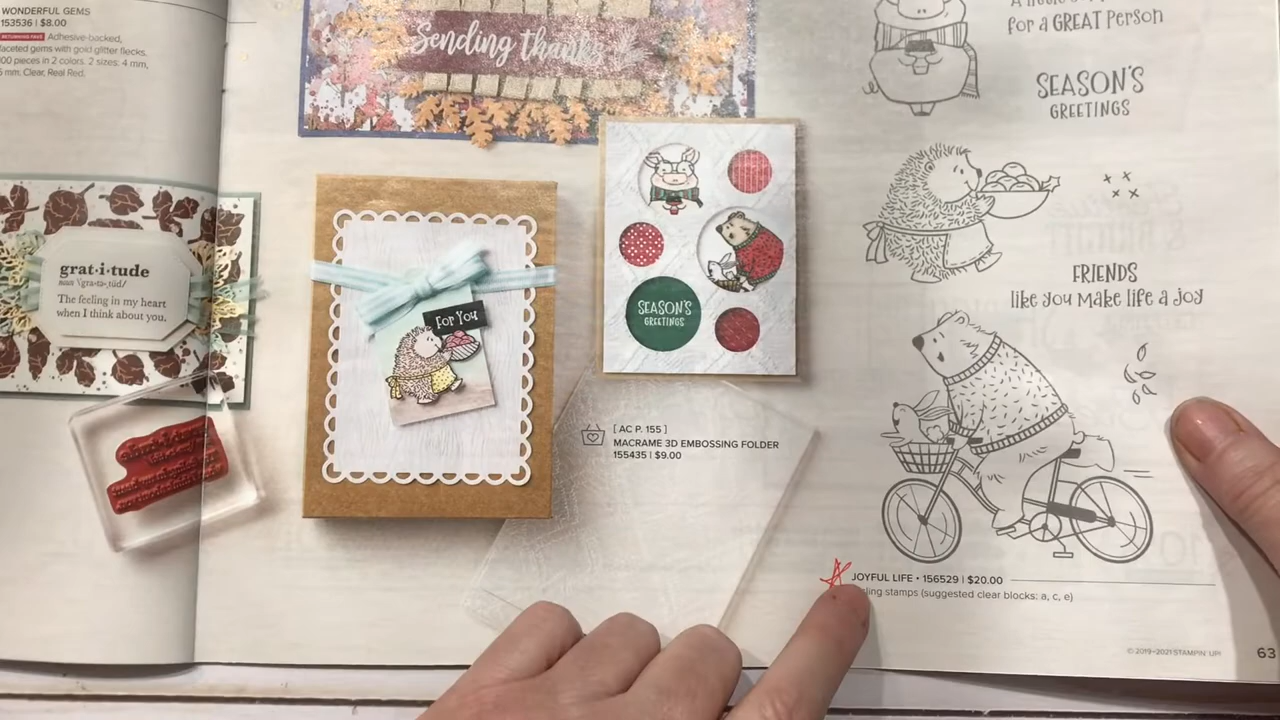 WONDERFUL GEMS
153536 | $8.00
Adhesive-backed,
faceted gems with gold glitter flecks.
pieces in 2 colors. 2 sizes: 4 mm,
mm. Clear, Real Red.
Sending thanks
grat·i·tude
noun
The feeling in my heart
when I think about you.
For You
SEASON'S
GREETINGS
[ AC P. 155 ]
MACRAME 3D EMBOSSING FOLDER
155435 | $9.00
for a GREAT Person
SEASON'S
GREETINGS
FRIENDS
like you make life a joy
JOYFUL LIFE • 156529 | $20.00
stamps (suggested clear blocks: a, c, e)
© 2019–2021 STAMPIN' UP!
63